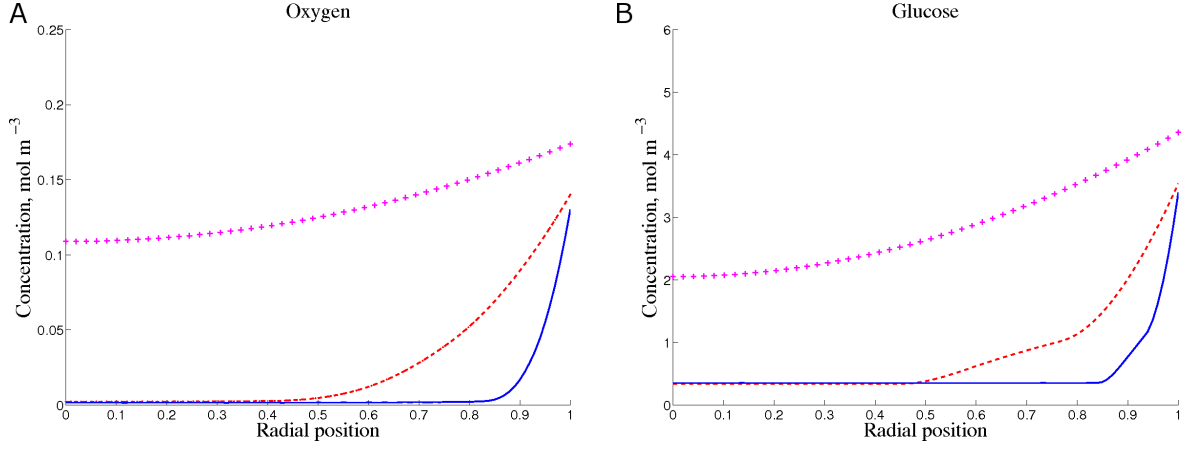 A
Oxygen
0.25
0.2
0.15
0.1
0.05
0
0 0.1 0.2 0.3 0.4 0.5 0.6 0.7 0.8 0.9 1
Radial position
Concentration, mol m −3
B
Glucose
6
5
4
3
2
1
0
0 0.1 0.2 0.3 0.4 0.5 0.6 0.7 0.8 0.9 1
Radial position
Concentration, mol m −3